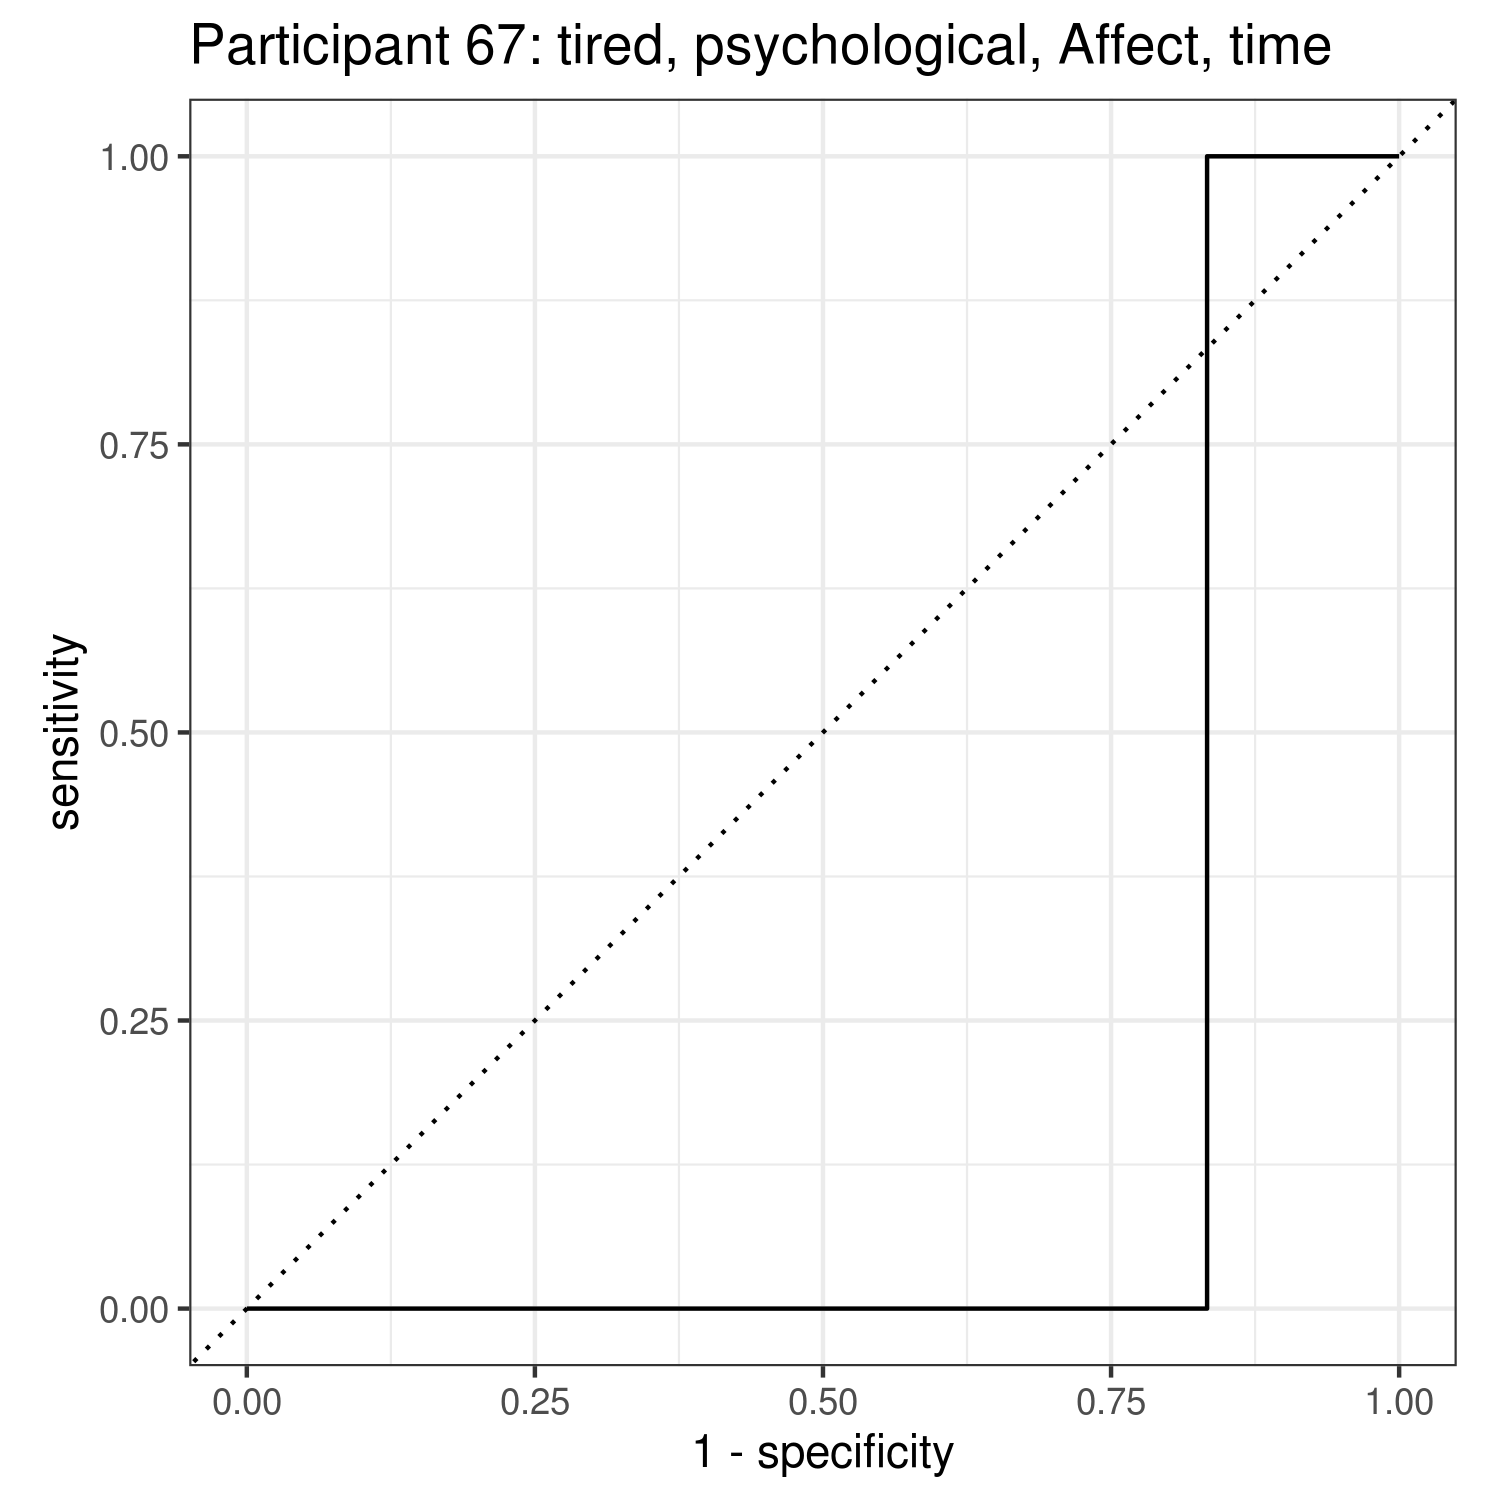 Participant 67: tired, psychological, Affect, time
1.00
0.75
0.50
0.25
0.00
sensitivity
0.00 0.25 0.50 0.75 1.00
1 - specificity